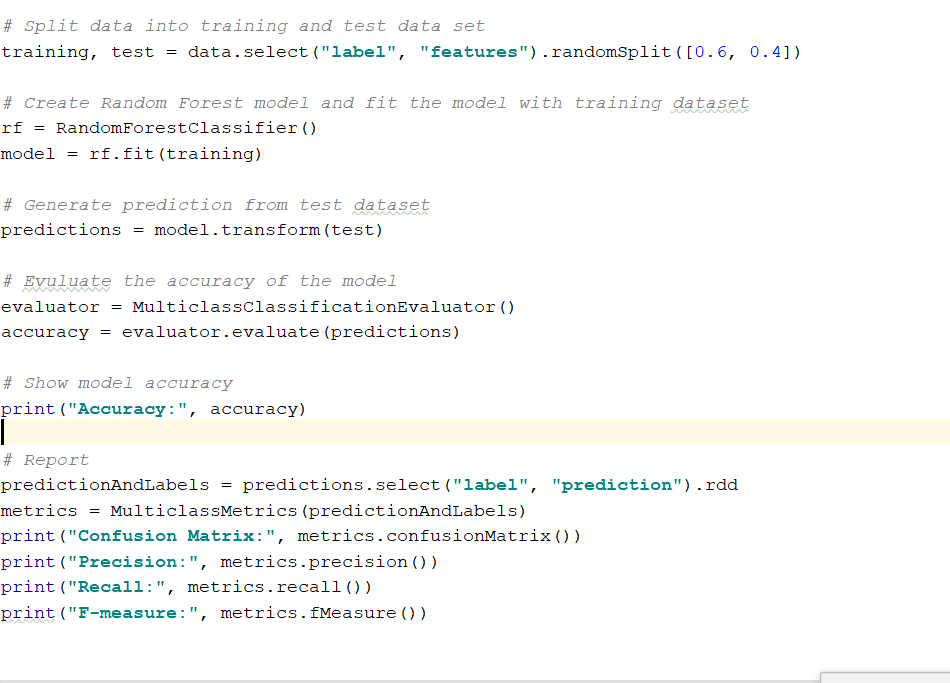 # Split data into training and test data set
training, test = data.select("label", "features").randomSplit([0.6, 0.4])
# Create Random Forest model and fit the model with training dataset
rf = RandomForestClassifier()
model = rf.fit(training)
# Generate prediction from test dataset
predictions = model.transform(test)
# Evuluate the accuracy of the model
evaluator = MulticlassClassificationEvaluator()
accuracy = evaluator.evaluate(predictions)
# Show model accuracy
print("Accuracy:", accuracy)
# Report
predictionAndLabels = predictions.select("label", "prediction").rdd
metrics = MulticlassMetrics(predictionAndLabels)
print("Confusion Matrix:", metrics.confusionMatrix())
print("Precision:", metrics.precision())
print("Recall:", metrics.recall())
print("F-measure:", metrics.fMeasure())